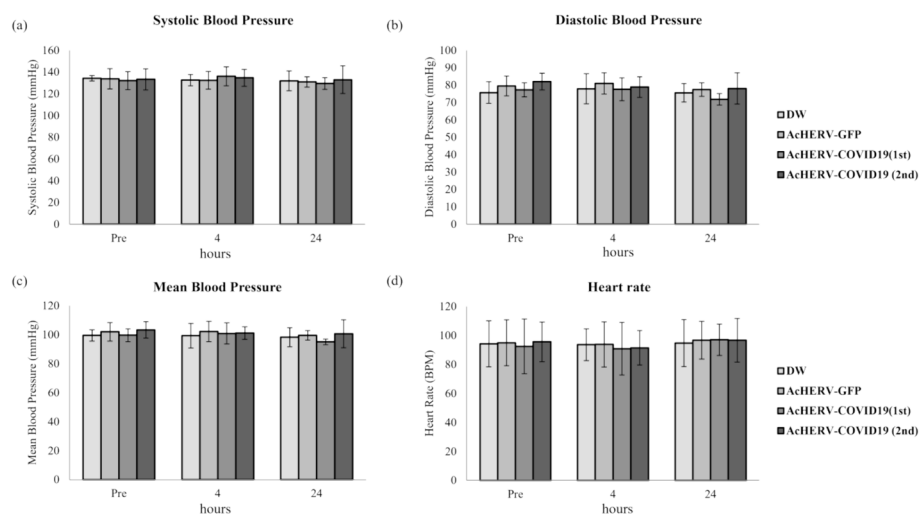 (a)
Systolic Blood Pressure
Systolic Blood Pressure (mmHg)
160
140
120
100
80
60
40
20
0
Pre
4
24
hours
(b)
Diastolic Blood Pressure
Diastolic Blood Pressure (mmHg)
100
90
80
70
60
50
40
30
20
10
0
Pre
4
24
hours
DW
AcHERV-GFP
AcHERV-COVID19(1st)
AcHERV-COVID19 (2nd)
(c)
Mean Blood Pressure
Mean Blood Pressure (mmHg)
120
100
80
60
40
20
0
Pre
4
24
hours
(d)
Heart rate
Heart Rate (BPM)
120
100
80
60
40
20
0
Pre
4
24
hours
DW
AcHERV-GFP
AcHERV-COVID19(1st)
AcHERV-COVID19 (2nd)